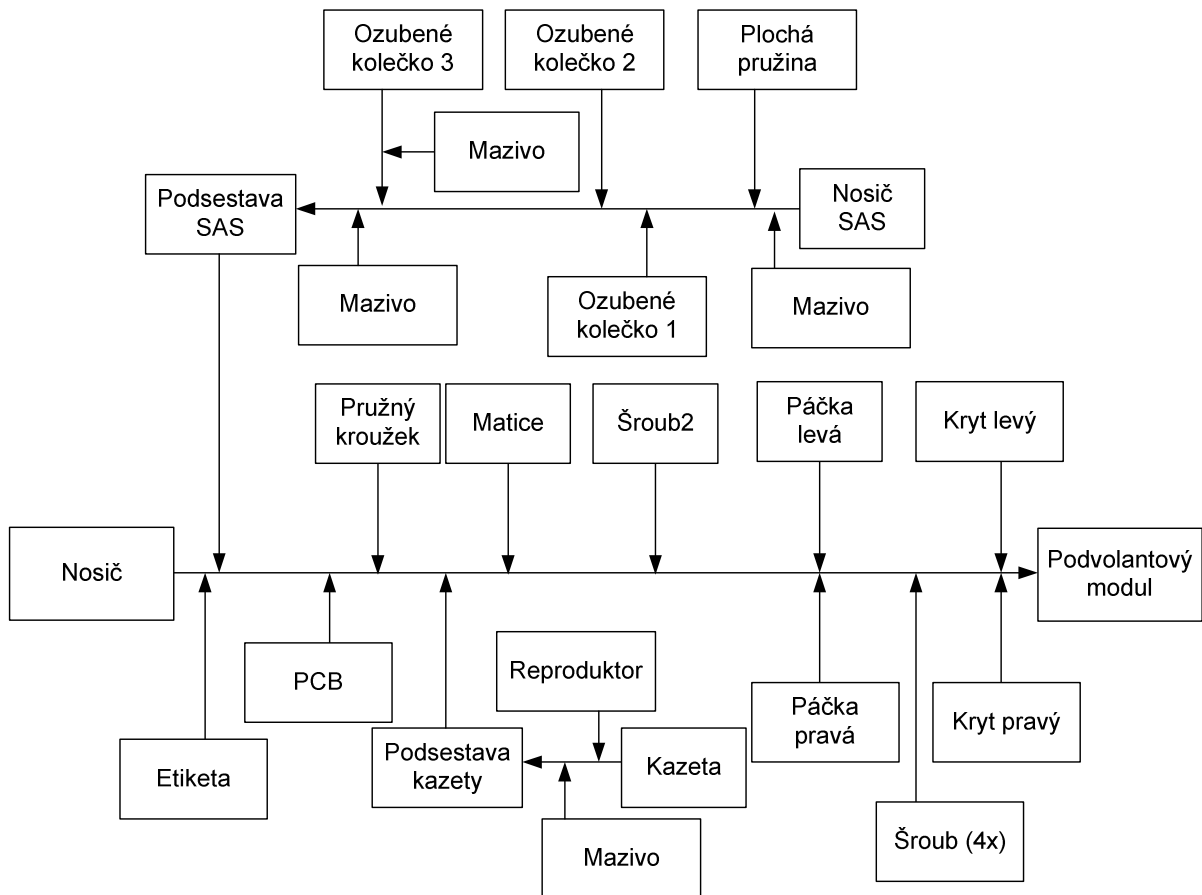 Ozubené
kolečko 3
Ozubené
kolečko 2
Plochá
pružina
Mazivo
Podsestava
SAS
Nosič
SAS
Mazivo
Ozubené
kolečko 1
Mazivo
Pružný
kroužek
Matice
Šroub2
Páčka
levá
Kryt levý
Nosič
Podvolantový
modul
PCB
Reproduktor
Páčka
pravá
Kryt pravý
Etiketa
Podsestava
kazety
Kazeta
Mazivo
Šroub (4x)